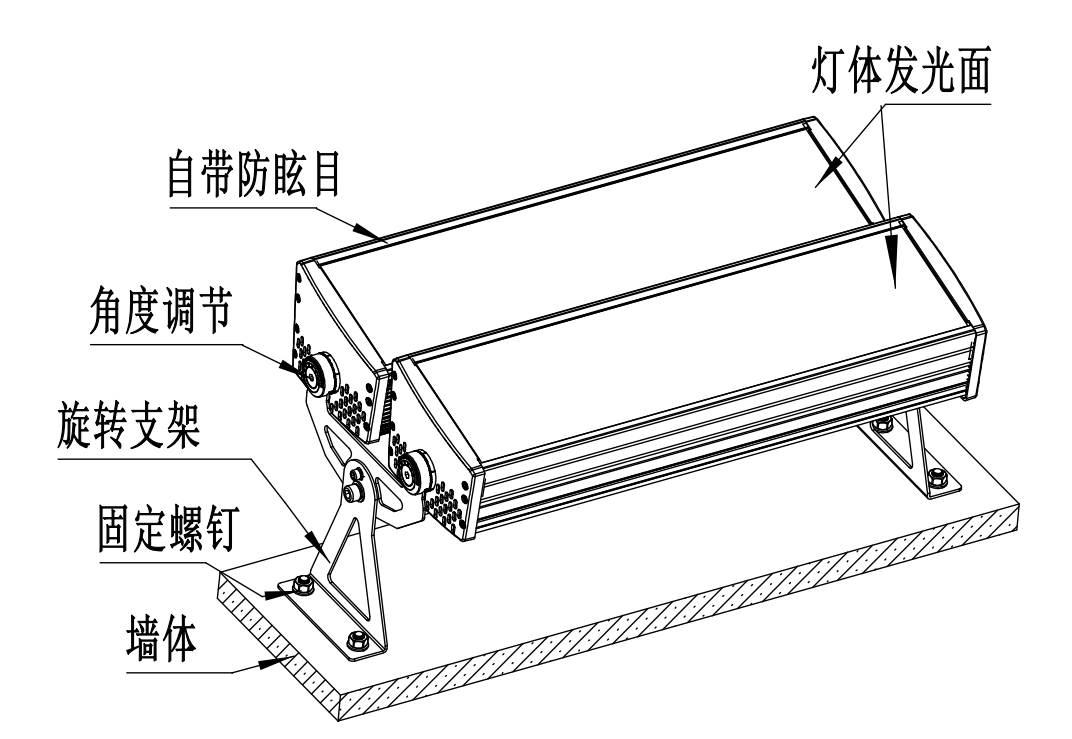 灯体发光面
自带防眩目
角度调节
旋转支架
固定螺钉
墙体